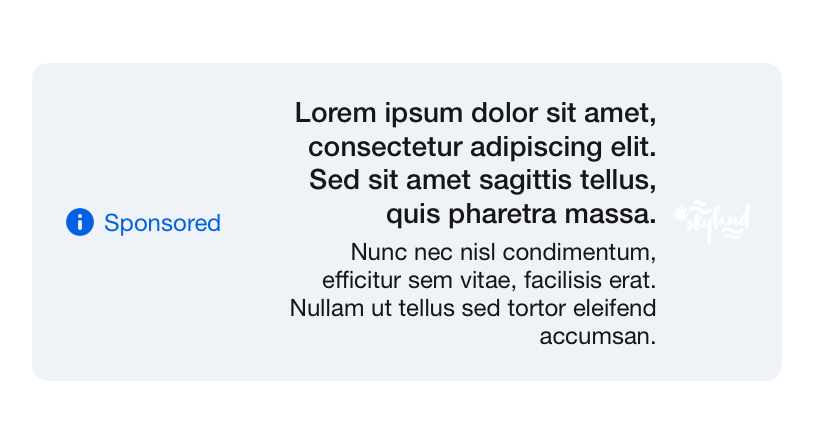 Sponsored
Lorem ipsum dolor sit amet,
consectetur adipiscing elit.
Sed sit amet sagittis tellus,
quis pharetra massa.
Nunc nec nisl condimentum,
efficitur sem vitae, facilisis erat.
Nullam ut tellus sed tortor eleifend
accumsan.
skyland